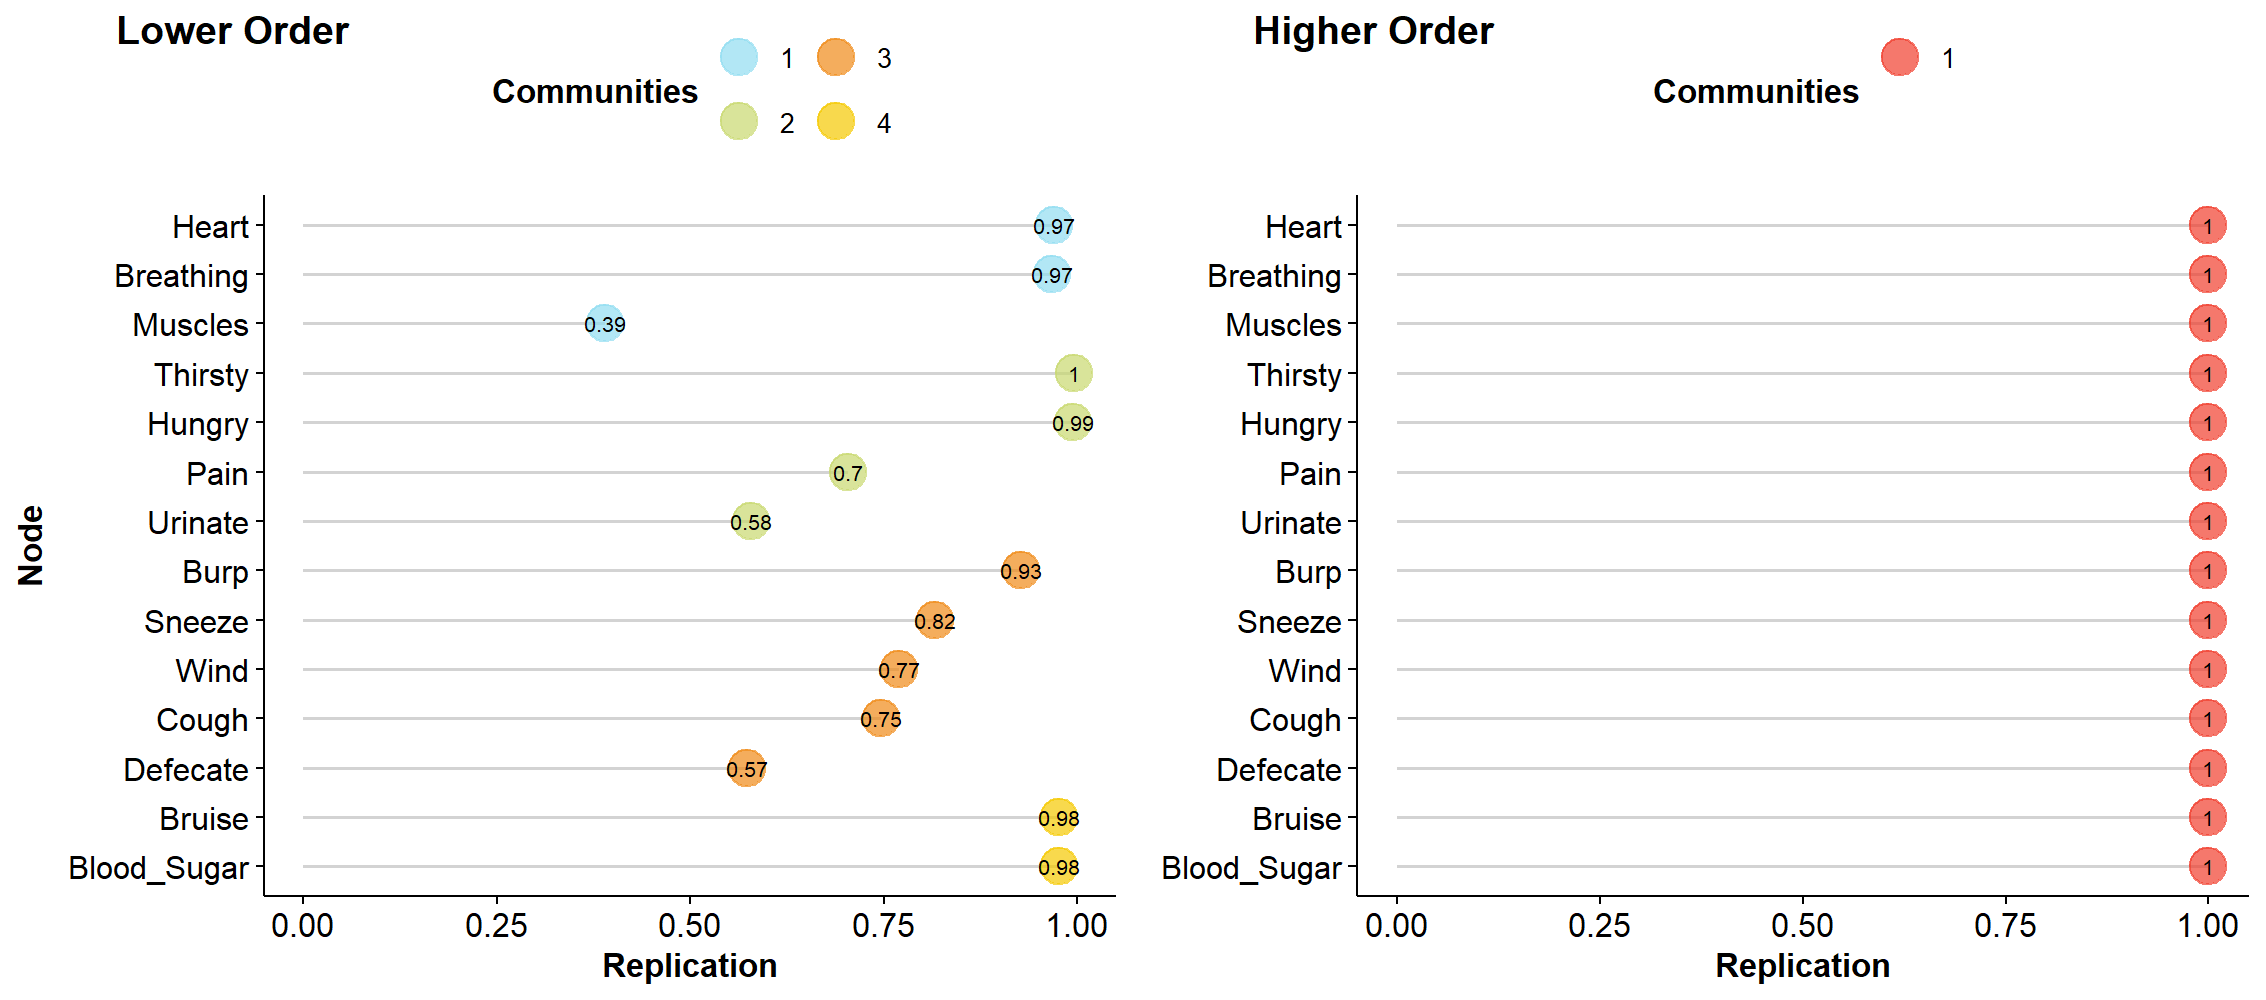 Lower Order
Communities
1
3
2
4
Node
Heart
0.97
Breathing
0.97
Muscles
0.39
Thirsty
1
Hungry
0.99
Pain
0.7
Urinate
0.58
Burp
0.93
Sneeze
0.82
Wind
0.77
Cough
0.75
Defecate
0.57
Bruise
0.98
Blood_Sugar
0.98
0.00 0.25 0.50 0.75 1.00
Replication
Higher Order
Communities
1
Heart
1
Breathing
1
Muscles
1
Thirsty
1
Hungry
1
Pain
1
Urinate
1
Burp
1
Sneeze
1
Wind
1
Cough
1
Defecate
1
Bruise
1
Blood_Sugar
1
0.00 0.25 0.50 0.75 1.00
Replication